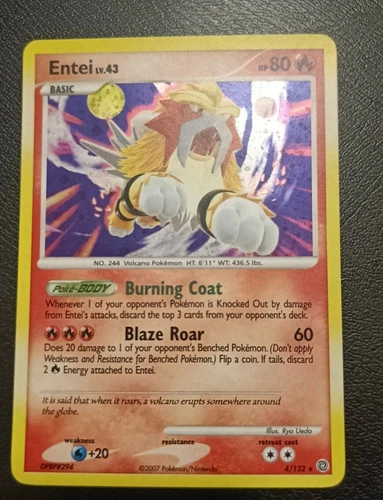 Entei LV.43 HP 80
BASIC
NO. 244 Volcano Pokémon HT: 6'11" WT: 436.5 lbs.
Poké-BODY Burning Coat
Whenever 1 of your opponent's Pokémon is Knocked Out by damage
from Entei's attacks, discard the top 3 cards from your opponent's deck.
Blaze Roar 60
Does 20 damage to 1 of your opponent's Benched Pokémon. (Don't apply
Weakness and Resistance for Benched Pokémon.) Flip a coin. If tails, discard
2 Energy attached to Entei.
It is said that when it roars, a volcano erupts somewhere around
the globe.
Illus. Ryo Ueda
weakness resistance retreat cost
+20
DPBP#294 ©2007 Pokémon/Nintendo 4/132 ★